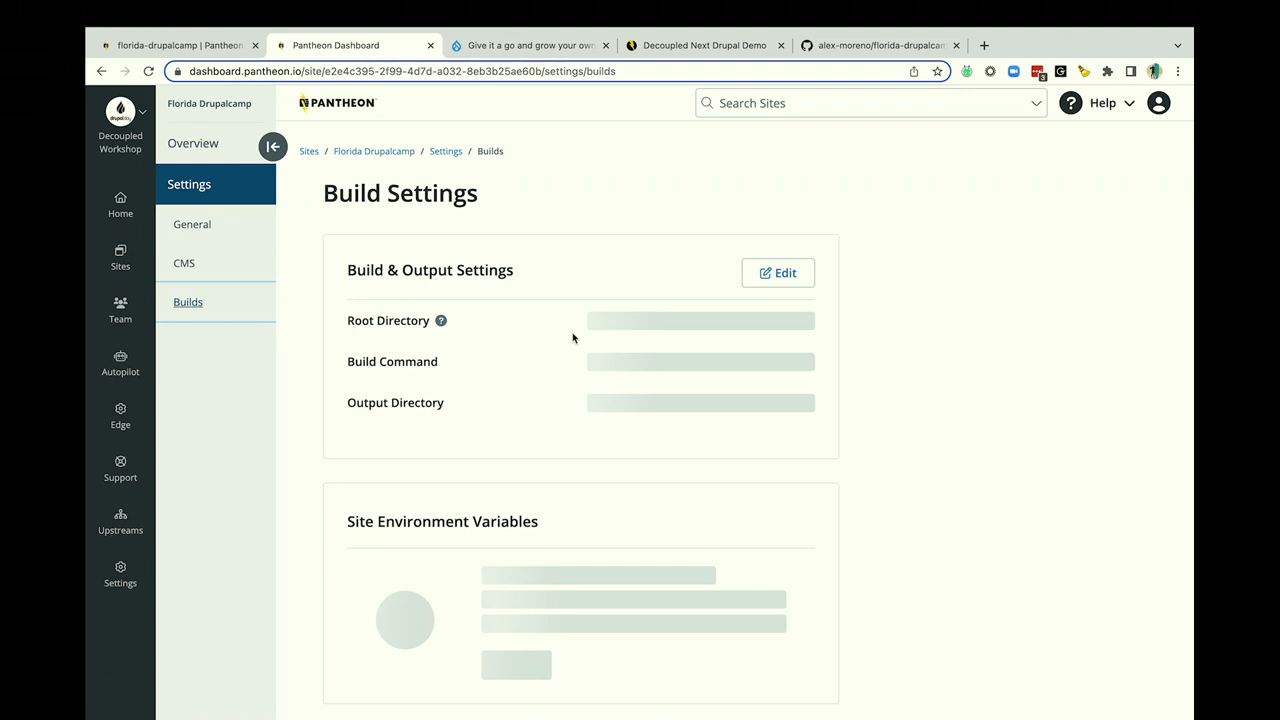 florida-drupalcamp | Pantheon
Pantheon Dashboard
Give it a go and grow your own
Decoupled Next Drupal Demo
alex-moreno/florida-drupalcam
dashboard.pantheon.io/site/e2e4c395-2f99-4d7d-a032-8eb3b25ae60b/settings/builds
3
drupalday
Decoupled
Workshop
Home
Sites
Team
Autopilot
Edge
Support
Upstreams
Settings
Florida Drupalcamp
Overview
Settings
General
CMS
Builds
PANTHEON
Search Sites
? Help
Sites / Florida Drupalcamp / Settings / Builds
Build Settings
Build & Output Settings
Edit
Root Directory ?
Build Command
Output Directory
Site Environment Variables